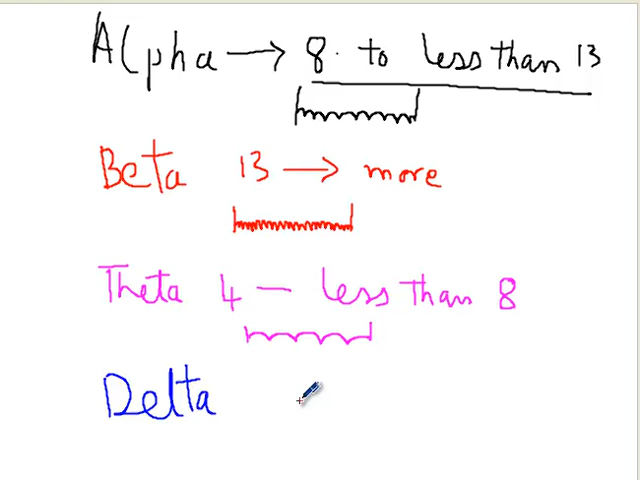 Alpha → 8 to less than 13
Beta 13 → more
Theta 4 – less than 8
Delta